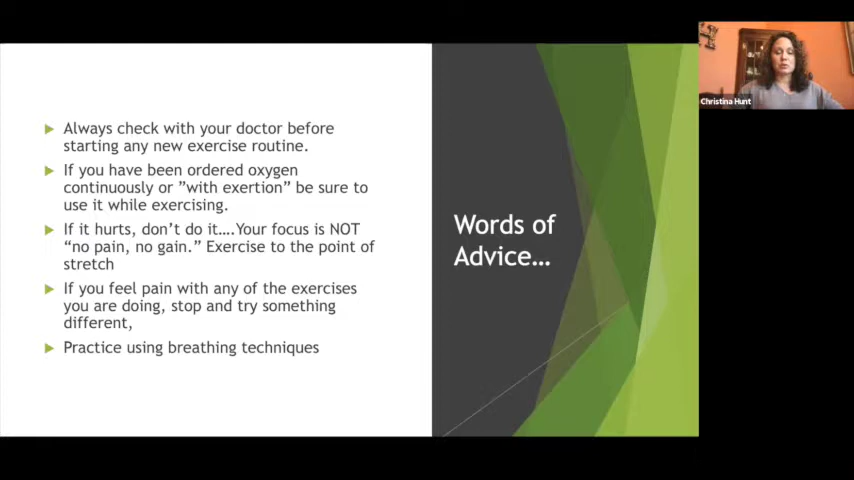 Always check with your doctor before
starting any new exercise routine.
If you have been ordered oxygen
continuously or ”with exertion” be sure to
use it while exercising.
If it hurts, don’t do it….Your focus is NOT
“no pain, no gain.” Exercise to the point of
stretch
If you feel pain with any of the exercises
you are doing, stop and try something
different,
Practice using breathing techniques
Words of
Advice…
Christina Hunt